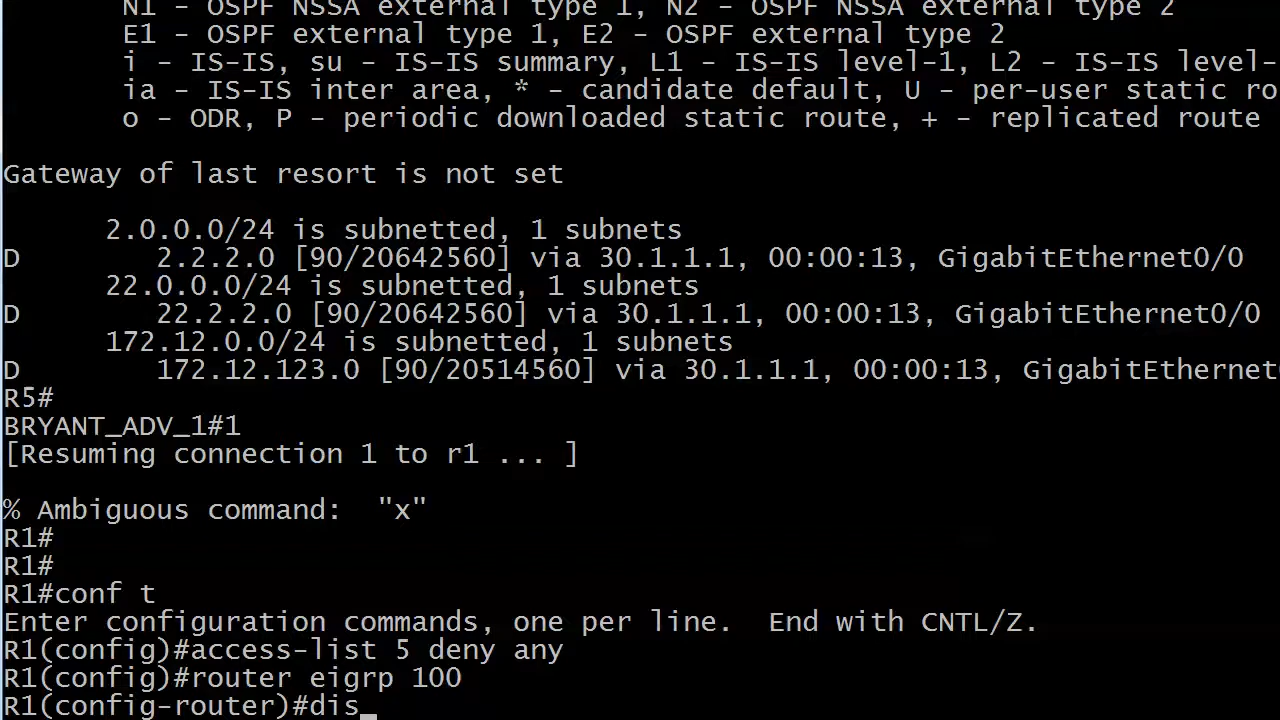 N1 - OSPF NSSA external type 1, N2 - OSPF NSSA external type 2
E1 - OSPF external type 1, E2 - OSPF external type 2
i - IS-IS, su - IS-IS summary, L1 - IS-IS level-1, L2 - IS-IS level-
ia - IS-IS inter area, * - candidate default, U - per-user static ro
o - ODR, P - periodic downloaded static route, + - replicated route
Gateway of last resort is not set
2.0.0.0/24 is subnetted, 1 subnets
D 2.2.2.0 [90/20642560] via 30.1.1.1, 00:00:13, GigabitEthernet0/0
22.0.0.0/24 is subnetted, 1 subnets
D 22.2.2.0 [90/20642560] via 30.1.1.1, 00:00:13, GigabitEthernet0/0
172.12.0.0/24 is subnetted, 1 subnets
D 172.12.123.0 [90/20514560] via 30.1.1.1, 00:00:13, GigabitEthernet
R5#
BRYANT_ADV_1#1
[Resuming connection 1 to r1 ... ]
% Ambiguous command:  "x"
R1#
R1#
R1#conf t
Enter configuration commands, one per line.  End with CNTL/Z.
R1(config)#access-list 5 deny any
R1(config)#router eigrp 100
R1(config-router)#dis_